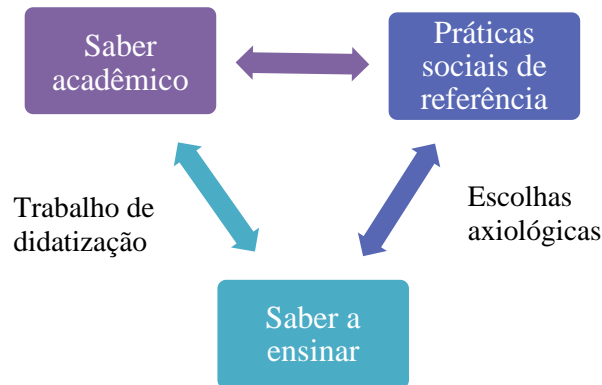 Saber
acadêmico
Práticas
sociais de
referência
Trabalho de
didatização
Escolhas
axiológicas
Saber a
ensinar